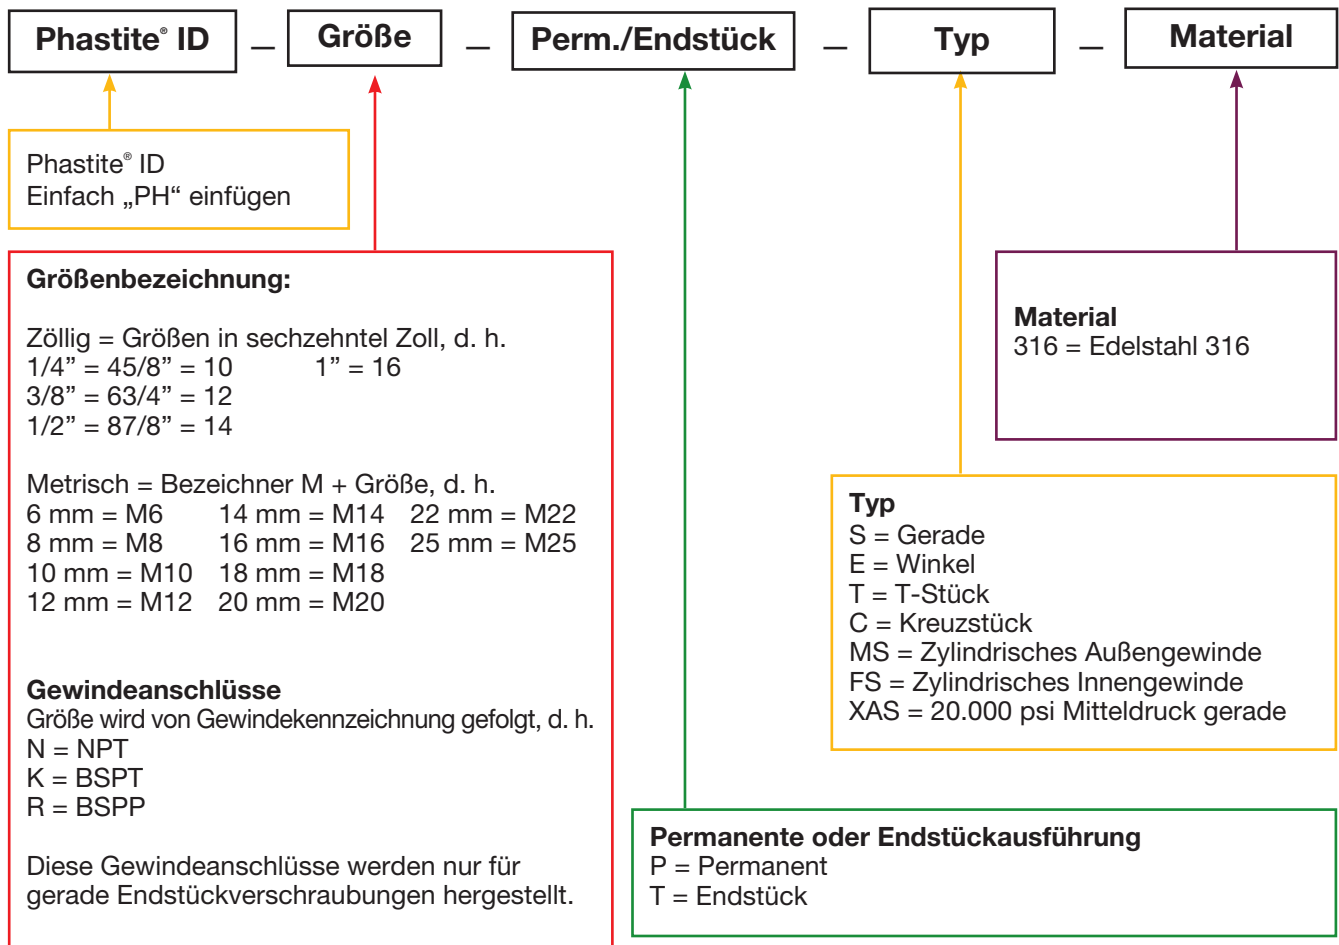 Phastite® ID – Größe – Perm./Endstück – Typ – Material
Phastite® ID
Einfach „PH“ einfügen
Größenbezeichnung:
Zöllig = Größen in sechzehntel Zoll, d. h.
1/4” = 45/8” = 10 1” = 16
3/8” = 63/4” = 12
1/2” = 87/8” = 14
Metrisch = Bezeichner M + Größe, d. h.
6 mm = M6 14 mm = M14 22 mm = M22
8 mm = M8 16 mm = M16 25 mm = M25
10 mm = M10 18 mm = M18
12 mm = M12 20 mm = M20
Gewindeanschlüsse
Größe wird von Gewindekennzeichnung gefolgt, d. h.
N = NPT
K = BSPT
R = BSPP
Diese Gewindeanschlüsse werden nur für
gerade Endstückverschraubungen hergestellt.
Material
316 = Edelstahl 316
Typ
S = Gerade
E = Winkel
T = T-Stück
C = Kreuzstück
MS = Zylindrisches Außengewinde
FS = Zylindrisches Innengewinde
XAS = 20.000 psi Mitteldruck gerade
Permanente oder Endstückausführung
P = Permanent
T = Endstück